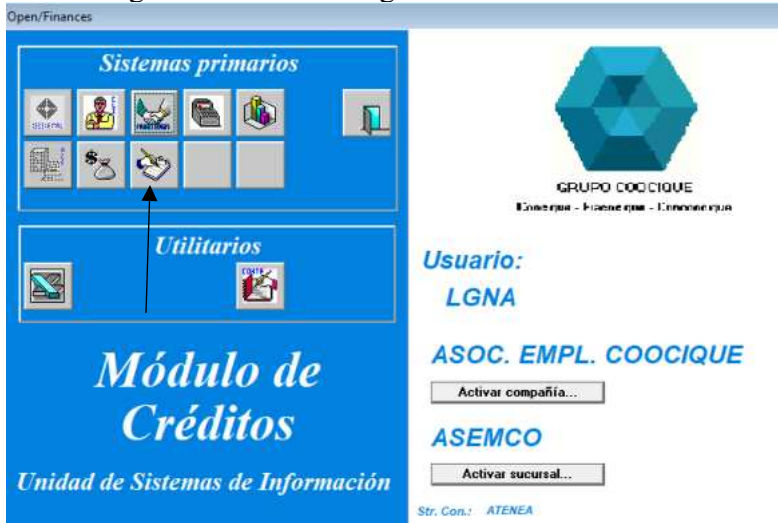 Open/Finances
Sistemas primarios
Utilitarios
Módulo de
Créditos
Unidad de Sistemas de Información
GRUPO COOCIQUE
Usuario:
LGNA
ASOC. EMPL. COOCIQUE
Activar compañía...
ASEMCO
Activar sucursal...
Str. Con.: ATENEA